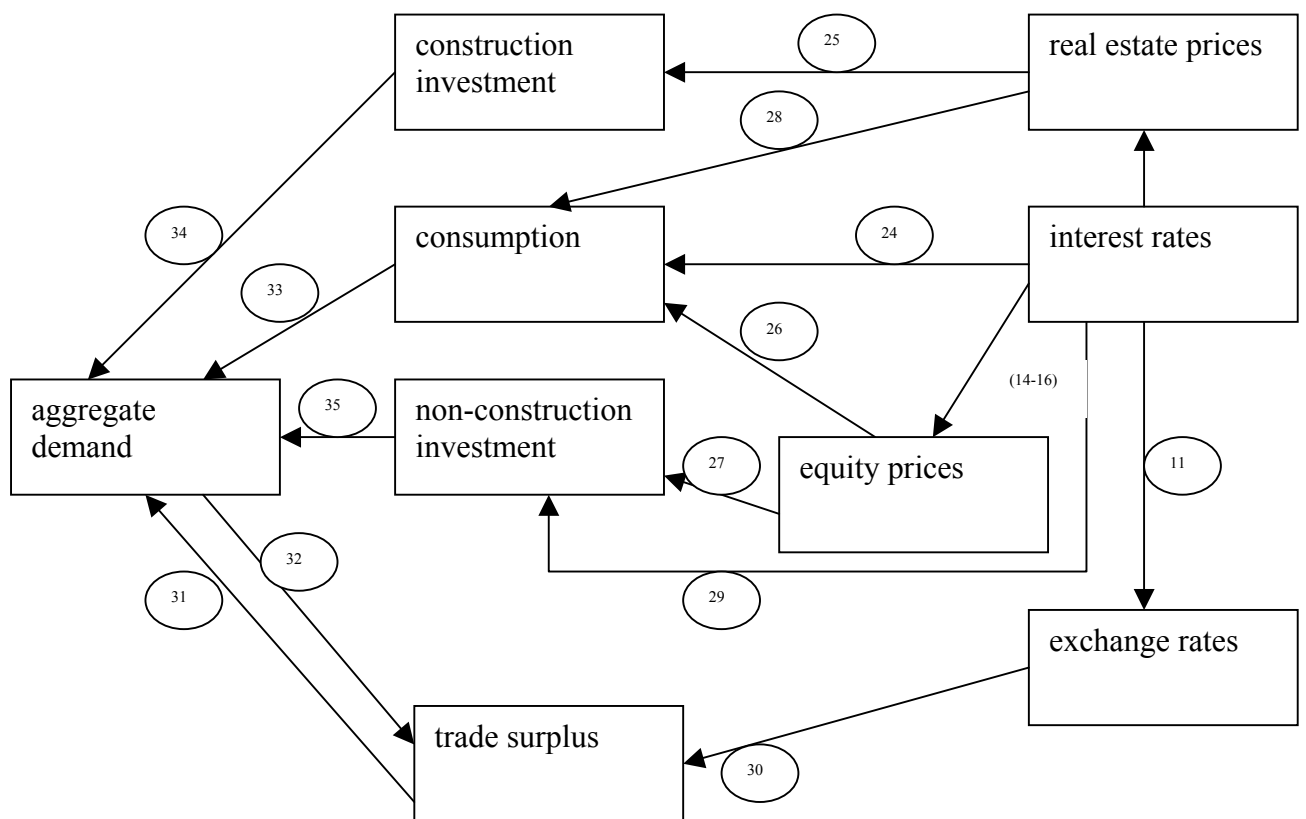 25
construction
investment
real estate prices
28
34
consumption
24
interest rates
33
26
(14-16)
aggregate
demand
35
non-construction
investment
27
equity prices
11
32
31
29
exchange rates
trade surplus
30